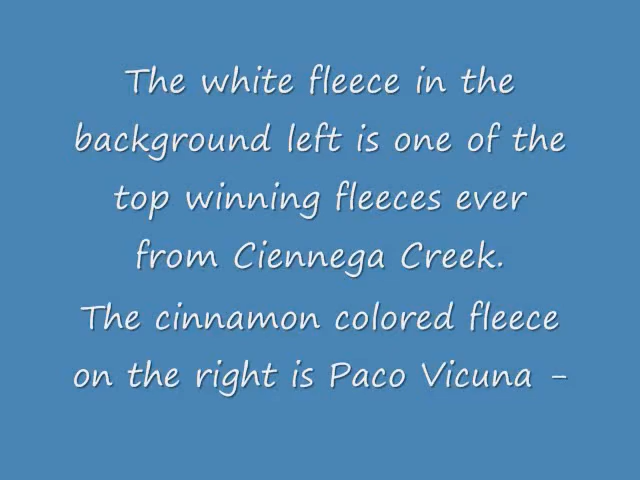 The white fleece in the
background left is one of the
top winning fleeces ever
from Ciennega Creek.
The cinnamon colored fleece
on the right is Paco Vicuna -